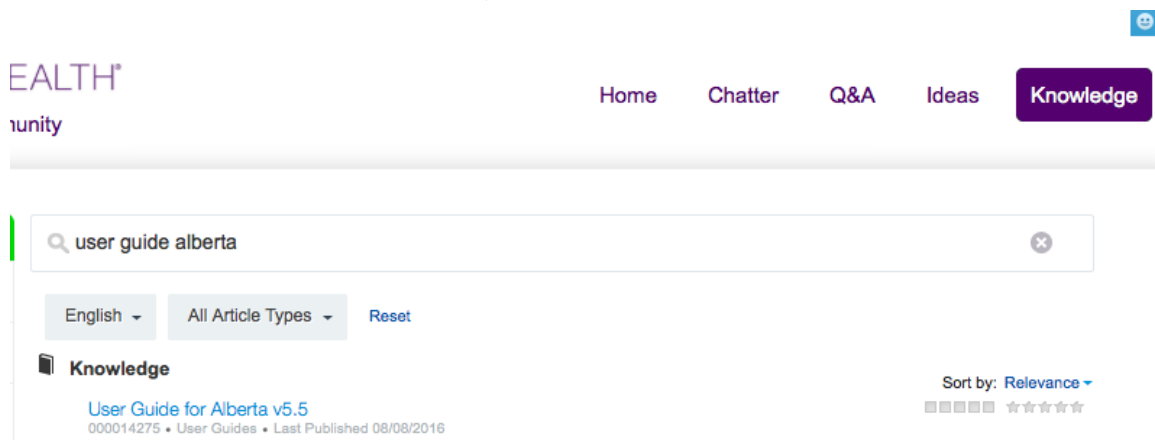 EALTH®
Home Chatter Q&A Ideas Knowledge
nunity
user guide alberta
English All Article Types Reset
Knowledge
Sort by: Relevance
User Guide for Alberta v5.5
000014275 • User Guides • Last Published 08/08/2016